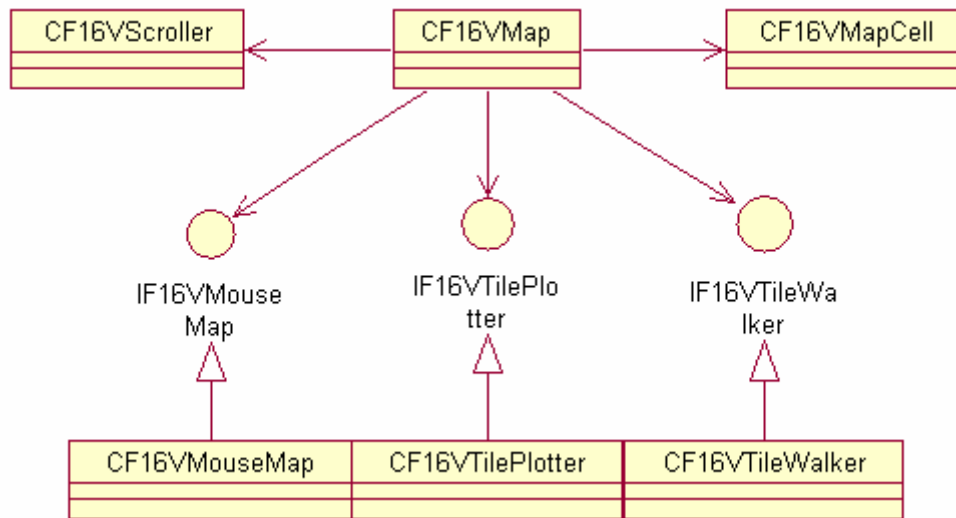 CF16VScroller
CF16VMap
CF16VMapCell
IF16VMouse
Map
IF16VTilePlo
tter
IF16VTileWa
lker
CF16VMouseMap
CF16VTilePlotter
CF16VTileWalker